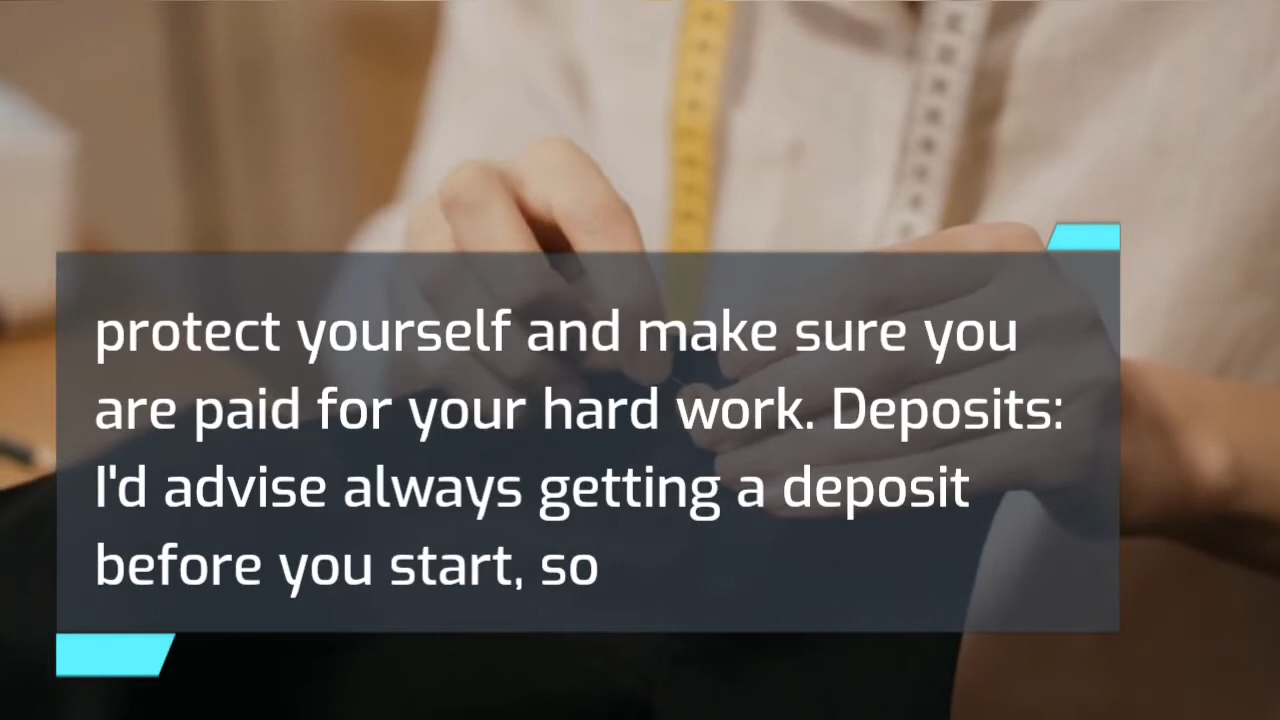 protect yourself and make sure you
are paid for your hard work. Deposits:
I'd advise always getting a deposit
before you start, so